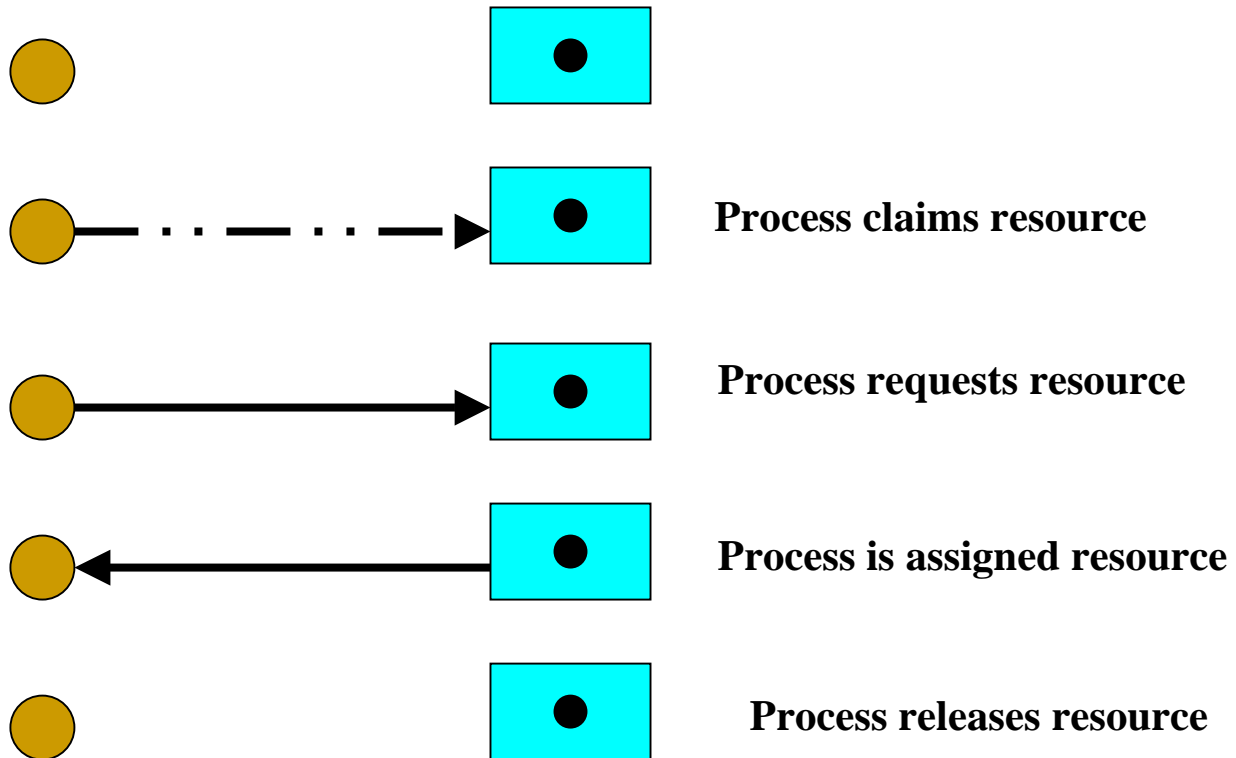 Process claims resource
Process requests resource
Process is assigned resource
Process releases resource